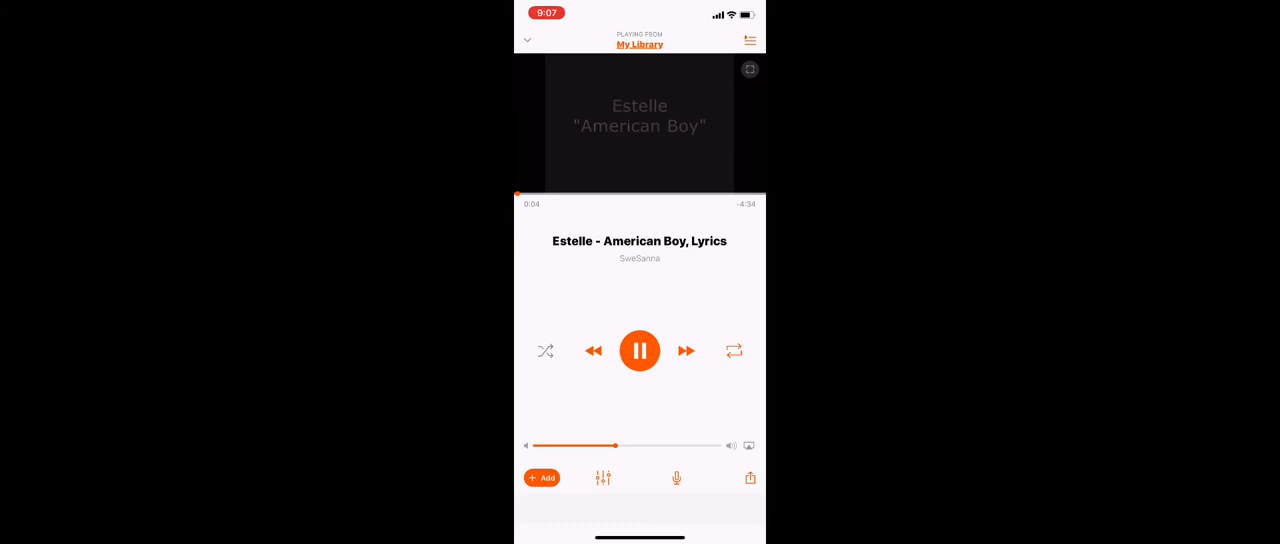 9:07
PLAYING FROM
My Library
Estelle
"American Boy"
0:04 -4:34
Estelle - American Boy, Lyrics
SweSanna
+ Add